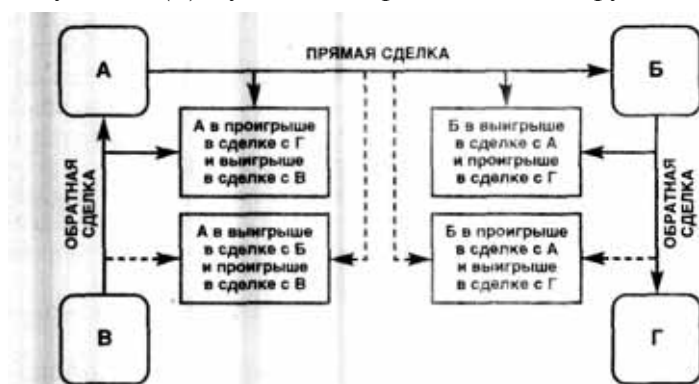 ПРЯМАЯ СДЕЛКА
А
Б
А в проигрыше
в сделке с Г
и выигрыше
в сделке с В
Б в выигрыше
в сделке с А
и проигрыше
в сделке с Г
ОБРАТНАЯ
СДЕЛКА
ОБРАТНАЯ
СДЕЛКА
А в выигрыше
в сделке с Б
и проигрыше
в сделке с В
Б в проигрыше
в сделке с А
и выигрыше
в сделке с Г
В
Г